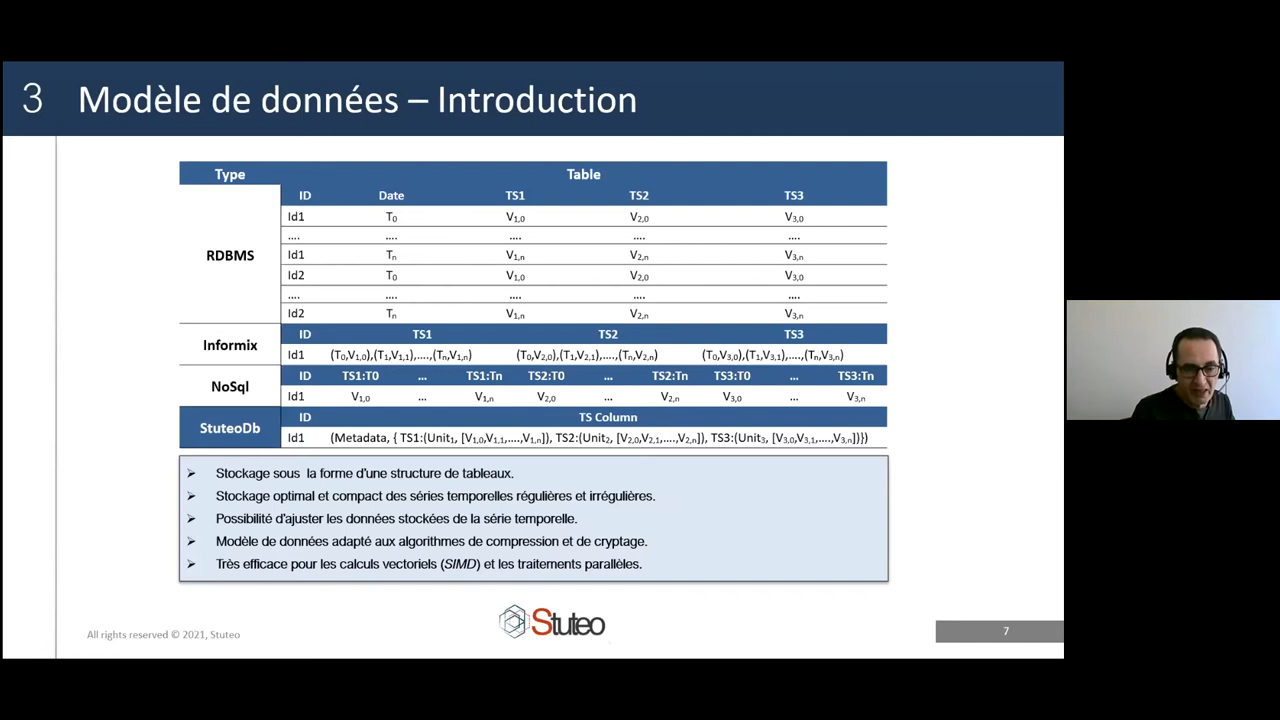 3 Modèle de données – Introduction
Type Table
ID Date TS1 TS2 TS3
Id1 T0 V1,0 V2,0 V3,0
.... .... .... .... ....
RDBMS Id1 Tn V1,n V2,n V3,n
Id2 T0 V1,0 V2,0 V3,0
.... .... .... .... ....
Id2 Tn V1,n V2,n V3,n
Informix ID TS1 TS2 TS3
Id1 (T0,V1,0),(T1,V1,1),....,(Tn,V1,n) (T0,V2,0),(T1,V2,1),....,(Tn,V2,n) (T0,V3,0),(T1,V3,1),....,(Tn,V3,n)
NoSql ID TS1:T0 ... TS1:Tn TS2:T0 ... TS2:Tn TS3:T0 ... TS3:Tn
Id1 V1,0 ... V1,n V2,0 ... V2,n V3,0 ... V3,n
StuteoDb ID TS Column
Id1 (Metadata, { TS1:(Unit1, [V1,0,V1,1,....,V1,n]), TS2:(Unit2, [V2,0,V2,1,....,V2,n]), TS3:(Unit3, [V3,0,V3,1,....,V3,n])})
➢ Stockage sous la forme d'une structure de tableaux.
➢ Stockage optimal et compact des séries temporelles régulières et irrégulières.
➢ Possibilité d'ajuster les données stockées de la série temporelle.
➢ Modèle de données adapté aux algorithmes de compression et de cryptage.
➢ Très efficace pour les calculs vectoriels (SIMD) et les traitements parallèles.
Stuteo
All rights reserved © 2021, Stuteo
7